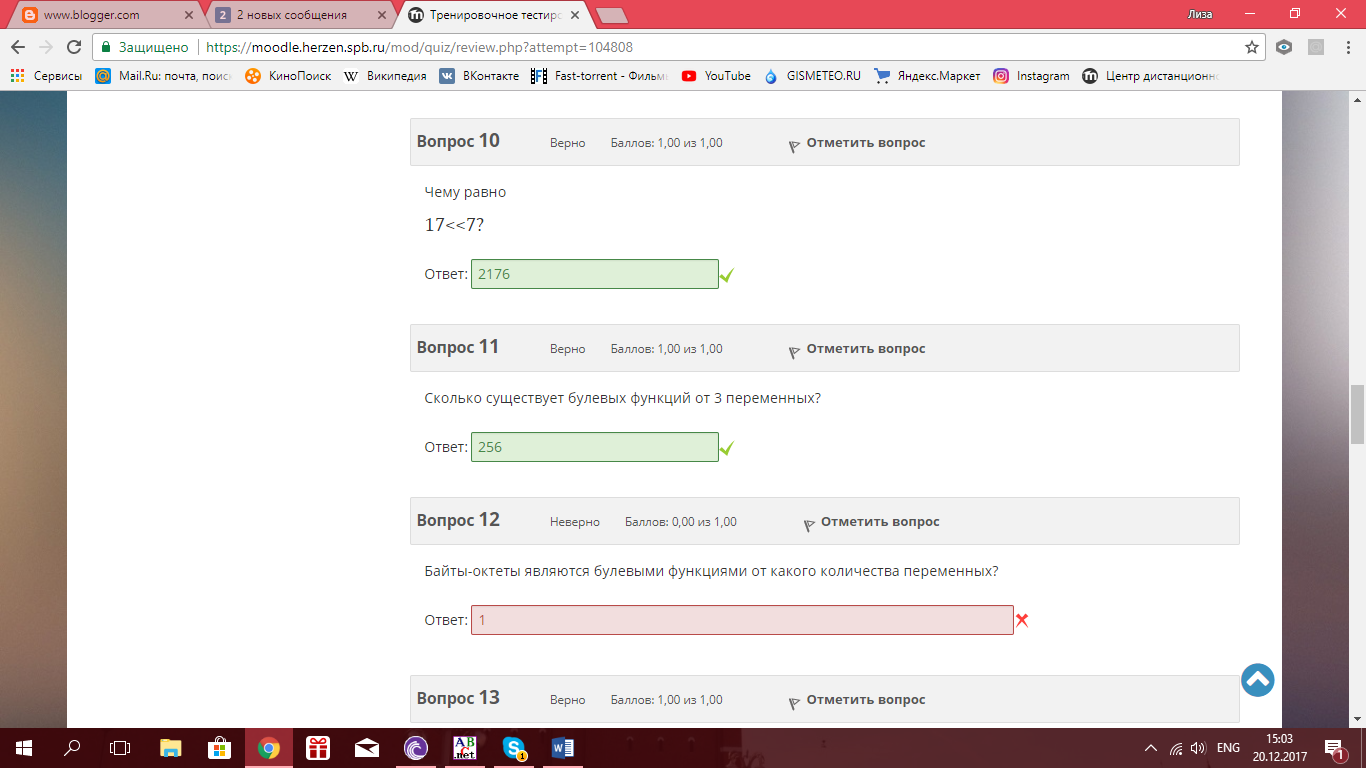 www.blogger.com
2 2 новых сообщения
Тренировочное тестиро
Лиза
Защищено https://moodle.herzen.spb.ru/mod/quiz/review.php?attempt=104808
Сервисы @ Mail.Ru: почта, поис КиноПоиск W Википедия ВКонтакте Fast-torrent - Фильм YouTube GISMETEO.RU Яндекс.Маркет Instagram Центр дистанционн
Вопрос 10 Верно Баллов: 1,00 из 1,00 Отметить вопрос
Чему равно
17<<7?
Ответ: 2176
Вопрос 11 Верно Баллов: 1,00 из 1,00 Отметить вопрос
Сколько существует булевых функций от 3 переменных?
Ответ: 256
Вопрос 12 Неверно Баллов: 0,00 из 1,00 Отметить вопрос
Байты-октеты являются булевыми функциями от какого количества переменных?
Ответ: 1
Вопрос 13 Верно Баллов: 1,00 из 1,00 Отметить вопрос
ENG
15:03
20.12.2017